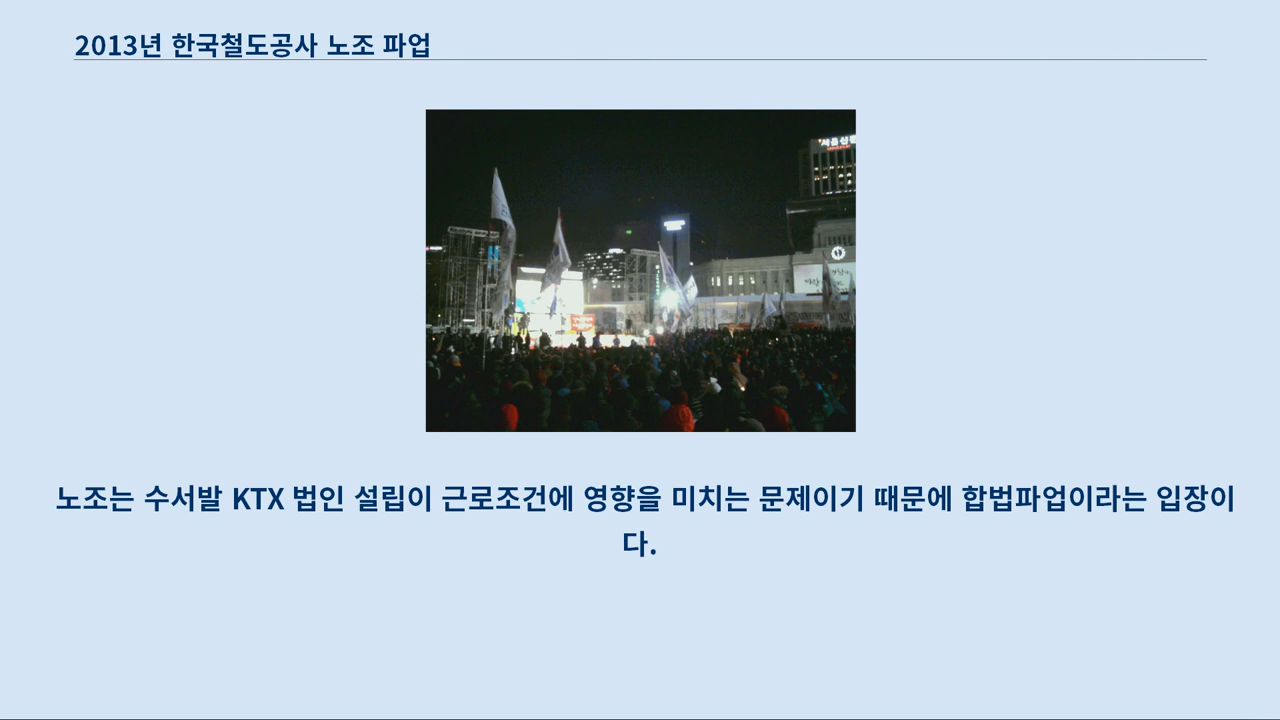 2013년 한국철도공사 노조 파업
노조는 수서발 KTX 법인 설립이 근로조건에 영향을 미치는 문제이기 때문에 합법파업이라는 입장이
다.